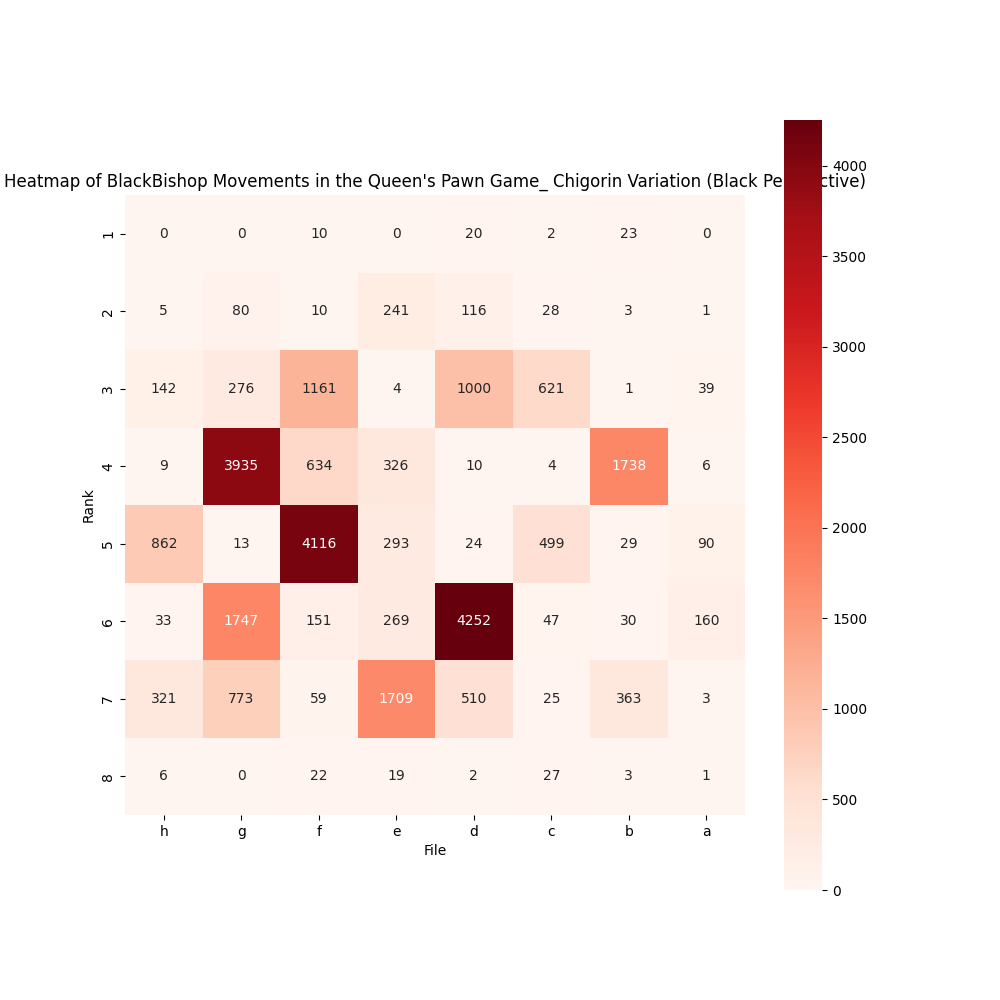 Heatmap of BlackBishop Movements in the Queen's Pawn Game_ Chigorin Variation (Black Pe    ctive)
1 0 0 10 0 20 2 23 0
2 5 80 10 241 116 28 3 1
3 142 276 1161 4 1000 621 1 39
4 9 3935 634 326 10 4 1738 6
5 862 13 4116 293 24 499 29 90
6 33 1747 151 269 4252 47 30 160
7 321 773 59 1709 510 25 363 3
8 6 0 22 19 2 27 3 1
h g f e d c b a
File
Rank
4000
3500
3000
2500
2000
1500
1000
500
0